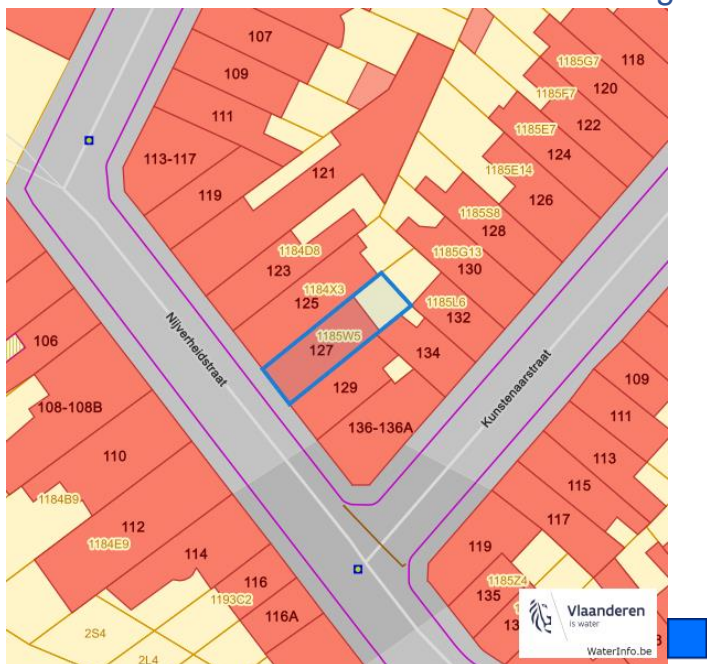 107
118
1185G7
109
120
1185F7
111
122
1185E7
124
113-117
121
1185E14
126
119
1185S8
128
1184D8
1185G13
123
130
1184X3
125
1185L6
132
Nijverheidstraat
1185W5
127
134
106
129
Kunstenaarstraat
109
108-108B
136-136A
111
110
113
115
1184B9
117
112
1184E9
119
114
1185Z4
116
135
1193C2
116A
2S4
2L4
Vlaanderen
is water
WaterInfo.be